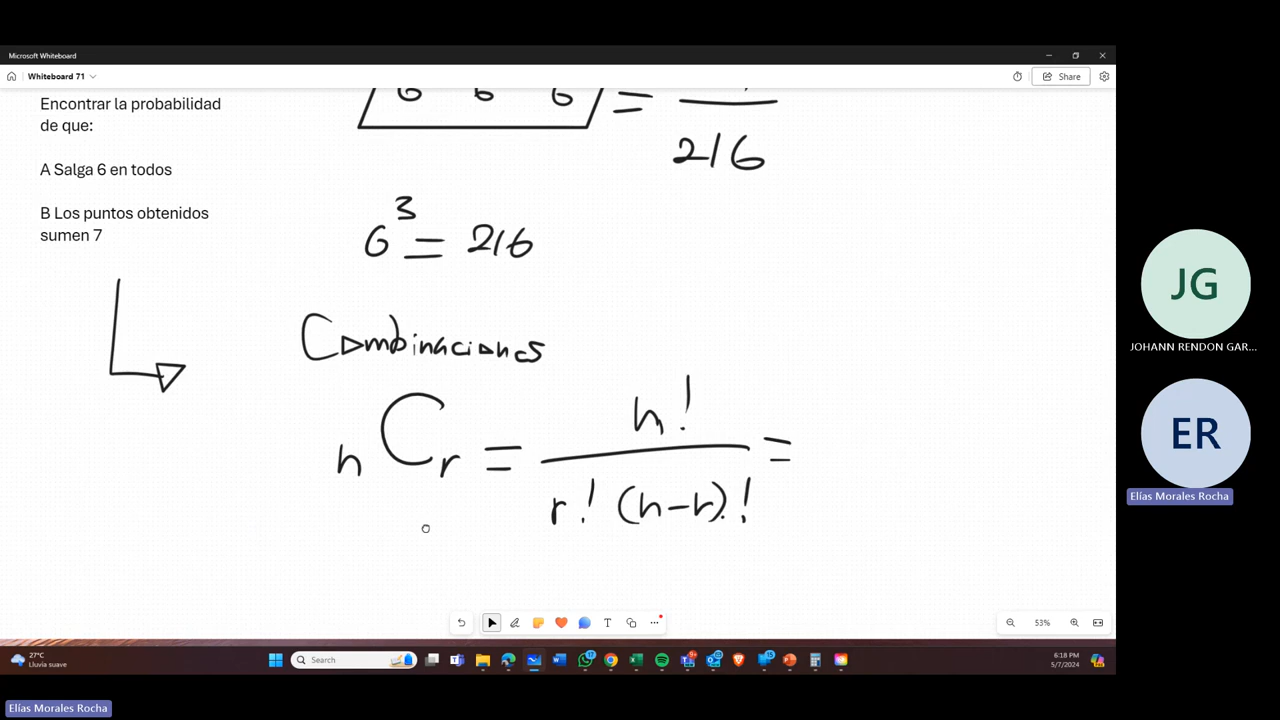 Microsoft Whiteboard
Whiteboard 71
Share
Encontrar la probabilidad
de que:
A Salga 6 en todos
B Los puntos obtenidos
sumen 7
6 6 6 =
216
6³ = 216
Combinaciones
nCr = n! / r! (n-r)! =
53%
JG
JOHANN RENDON GAR...
ER
Elías Morales Rocha
27°C
Lluvia suave
Search
6:18 PM
5/7/2024
Elías Morales Rocha